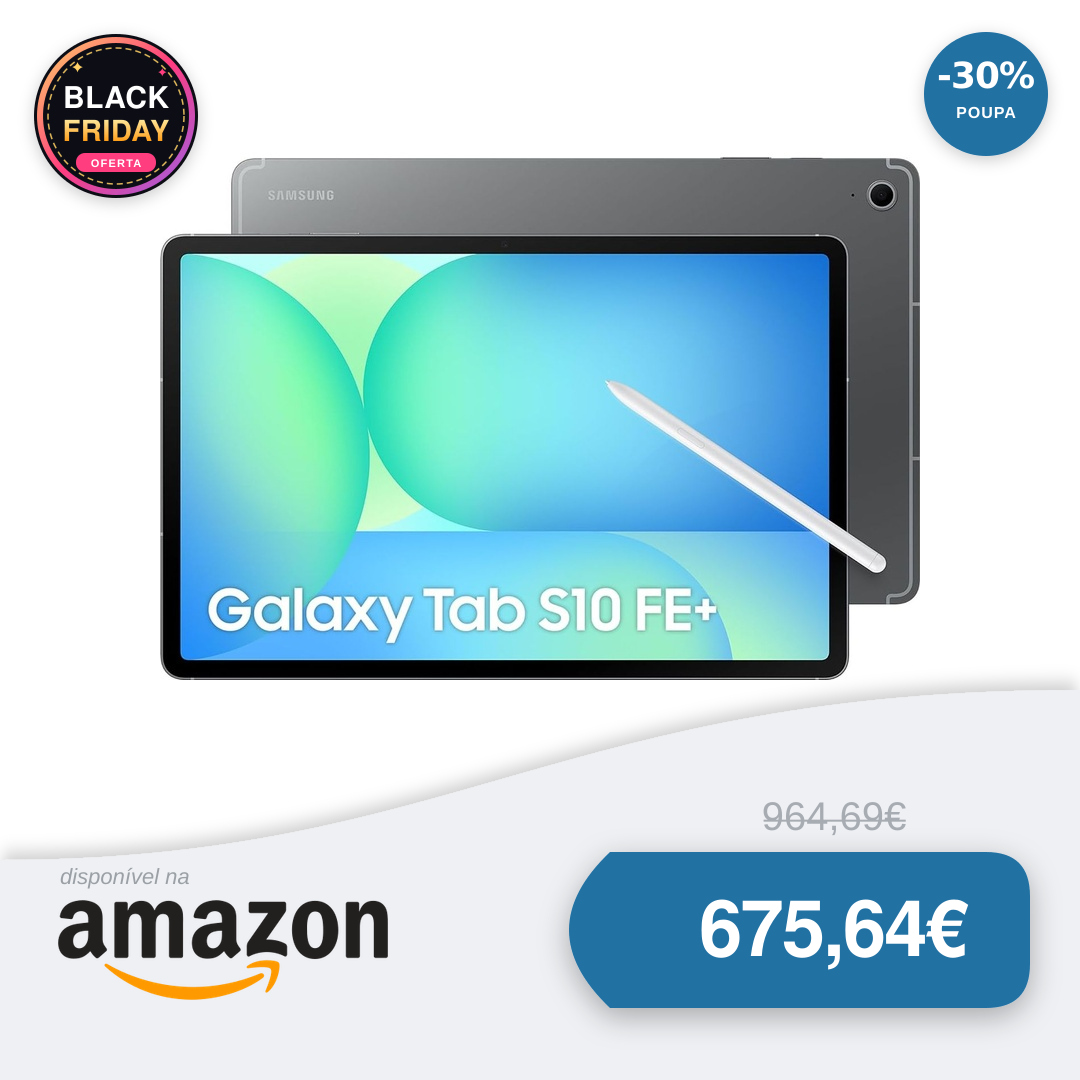 BLACK
FRIDAY
OFERTA
-30%
POUPA
SAMSUNG
Galaxy Tab S10 FE+
964,69€
disponível na
amazon
675,64€